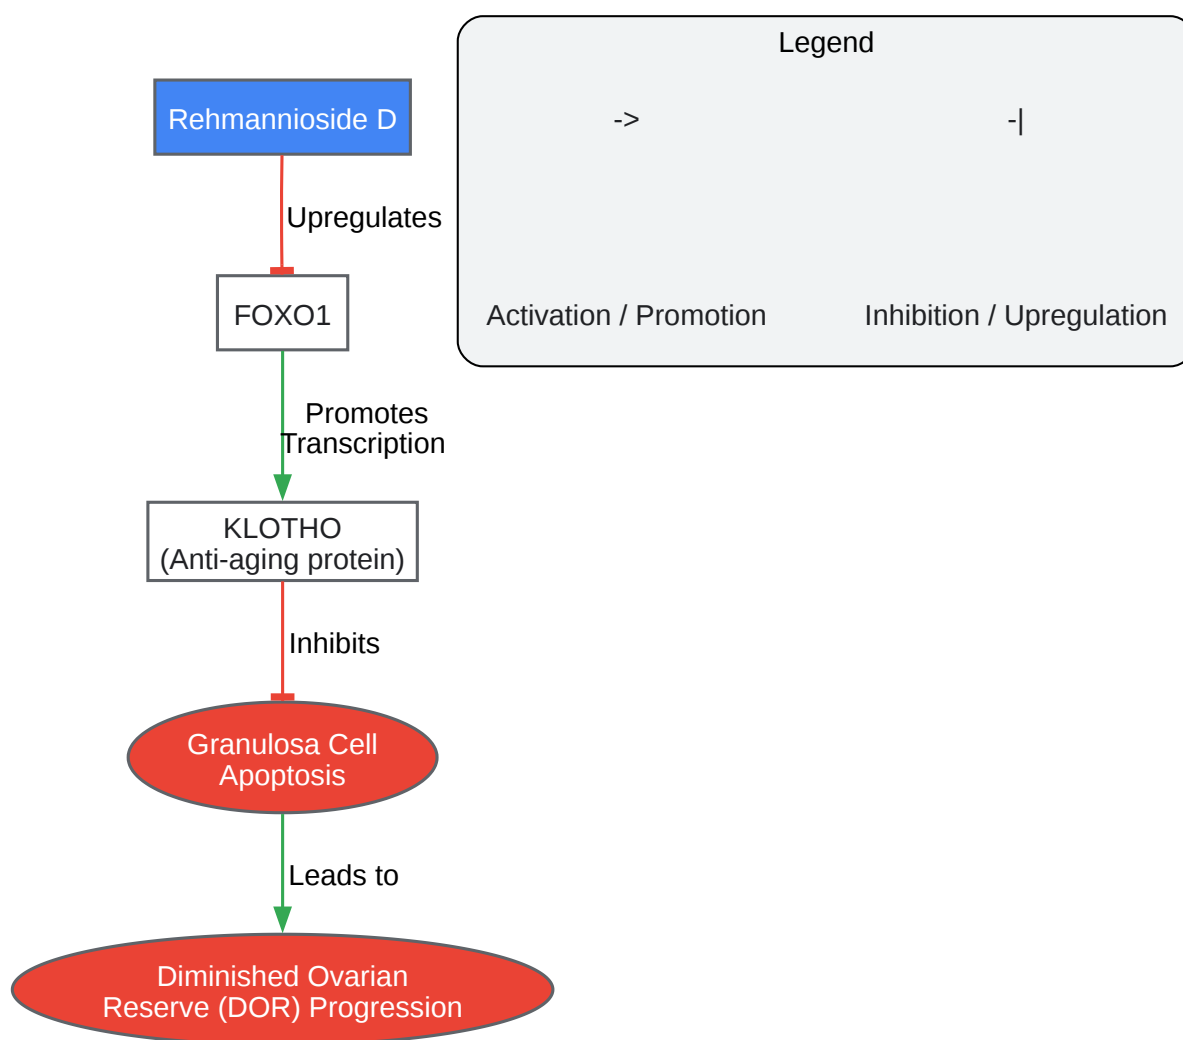 Legend
Rehmannioside D
->
-|
Upregulates
FOXO1
Activation / Promotion
Inhibition / Upregulation
Promotes
Transcription
KLOTHO
(Anti-aging protein)
Inhibits
Granulosa Cell
Apoptosis
Leads to
Diminished Ovarian
Reserve (DOR) Progression